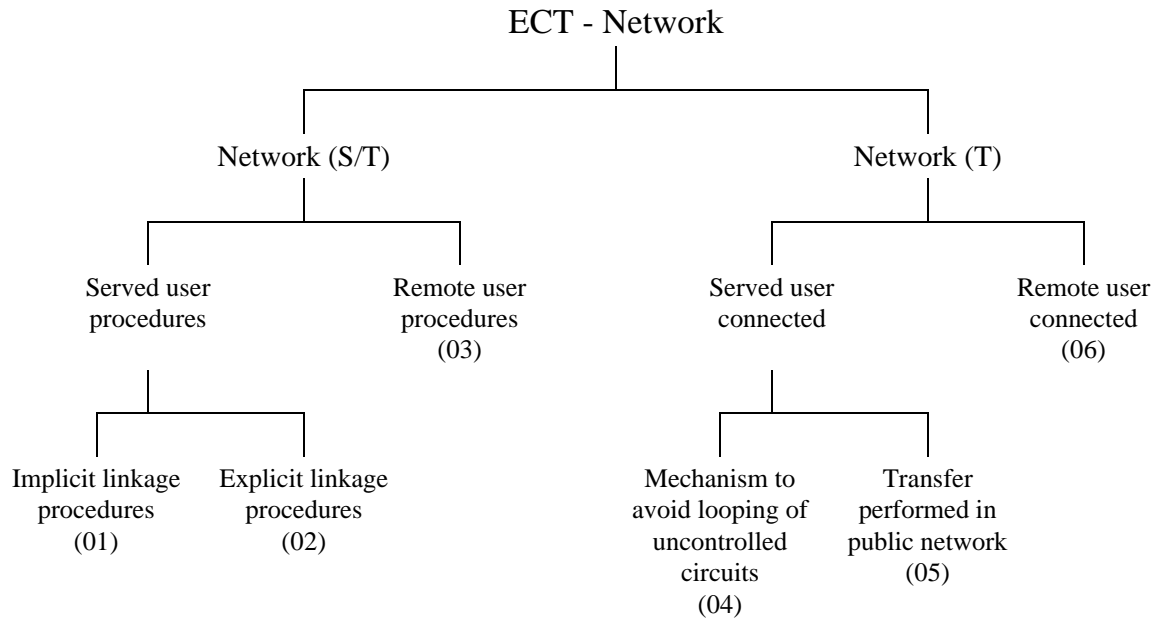 ECT - Network
Network (S/T)
Network (T)
Served user
procedures
Remote user
procedures
(03)
Served user
connected
Remote user
connected
(06)
Implicit linkage
procedures
(01)
Explicit linkage
procedures
(02)
Mechanism to
avoid looping of
uncontrolled
circuits
(04)
Transfer
performed in
public network
(05)